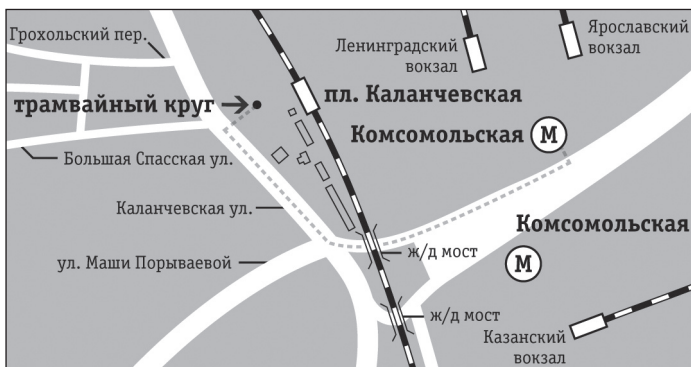 Грохольский пер.
Ленинградский
вокзал
Ярославский
вокзал
трамвайный круг
пл. Каланчевская
Комсомольская М
Большая Спасская ул.
Каланчевская ул.
Комсомольская
М
ул. Маши Порываевой
ж/д мост
ж/д мост
Казанский
вокзал